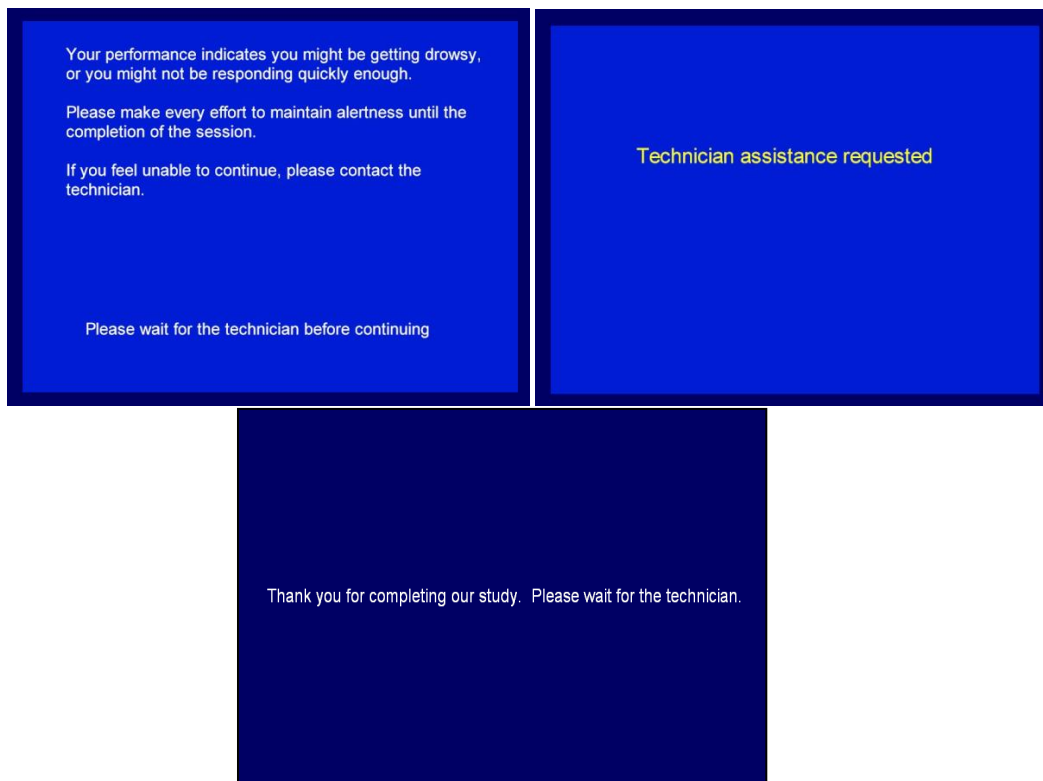 Your performance indicates you might be getting drowsy,
or you might not be responding quickly enough.
Please make every effort to maintain alertness until the
completion of the session.
If you feel unable to continue, please contact the
technician.
Please wait for the technician before continuing
Technician assistance requested
Thank you for completing our study. Please wait for the technician.